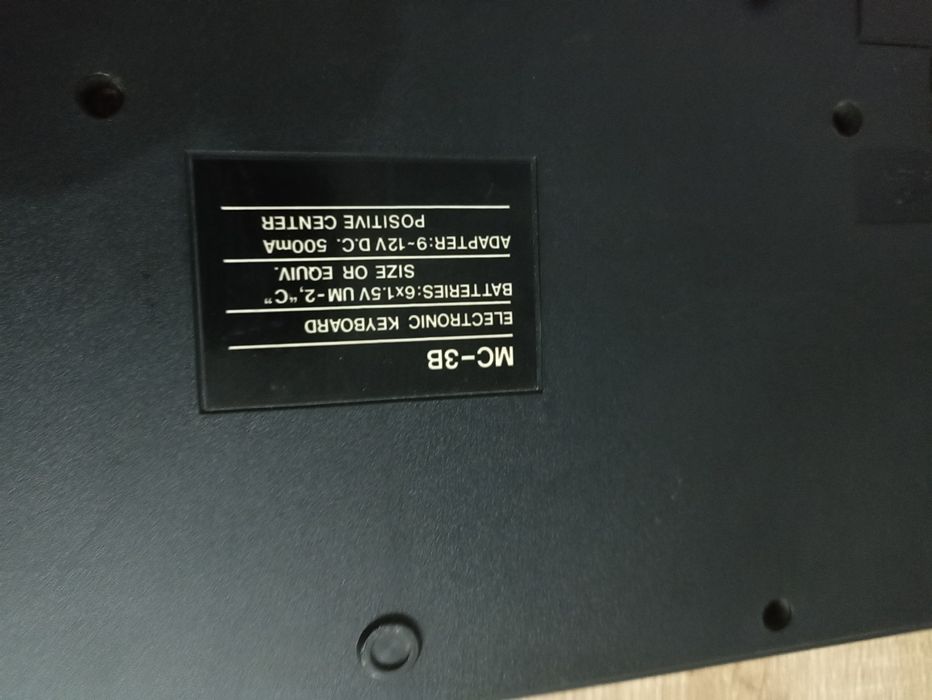 MC-3B
ELECTRONIC KEYBOARD
BATTERIES:6x1.5V UM-2,“C”
SIZE OR EQUIV.
ADAPTER:9~12V D.C. 500mA
POSITIVE CENTER